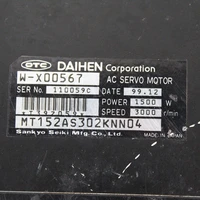 OTC DAIHEN Corporation
W-X00567 AC SERVO MOTOR
SER No. 110059C DATE 99.12
POWER 1500 W
SPEED 3000 r/min
MT152AS302KNN04
Sankyo Seiki Mfg Co.,Ltd. MADE IN JAPAN